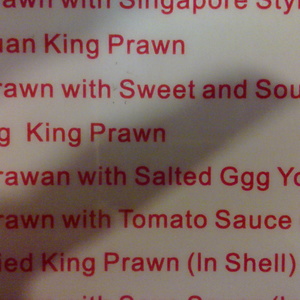 rawn with Singapore Styl
uan King Prawn
rawn with Sweet and Sou
g King Prawn
rawan with Salted Ggg Yo
rawn with Tomato Sauce
ied King Prawn (In Shell)